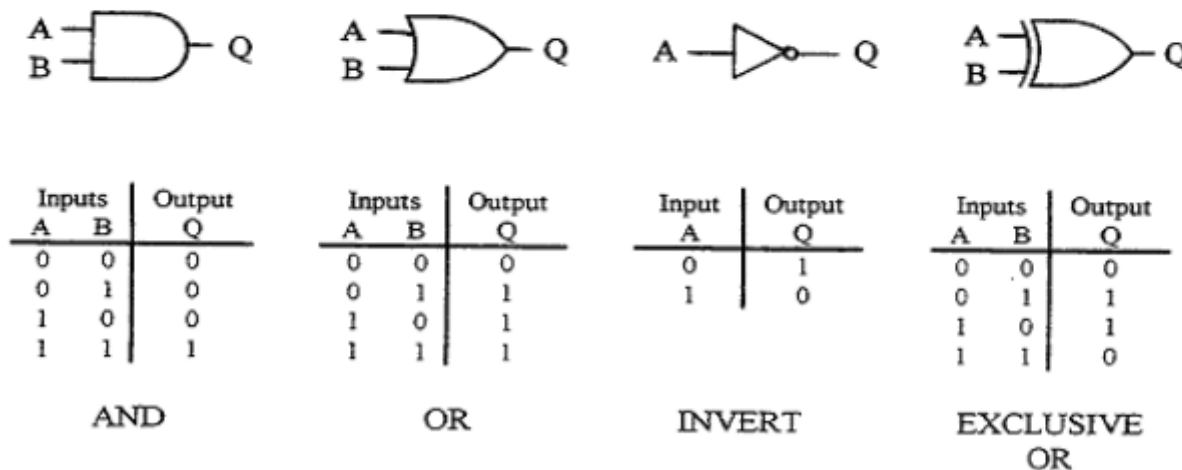 A
B
Q
A
B
Q
A
Q
A
B
Q
Inputs Output
A B Q
0 0 0
0 1 0
1 0 0
1 1 1
AND
Inputs Output
A B Q
0 0 0
0 1 1
1 0 1
1 1 1
OR
Input Output
A Q
0 1
1 0
INVERT
Inputs Output
A B Q
0 0 0
0 1 1
1 0 1
1 1 0
EXCLUSIVE
OR